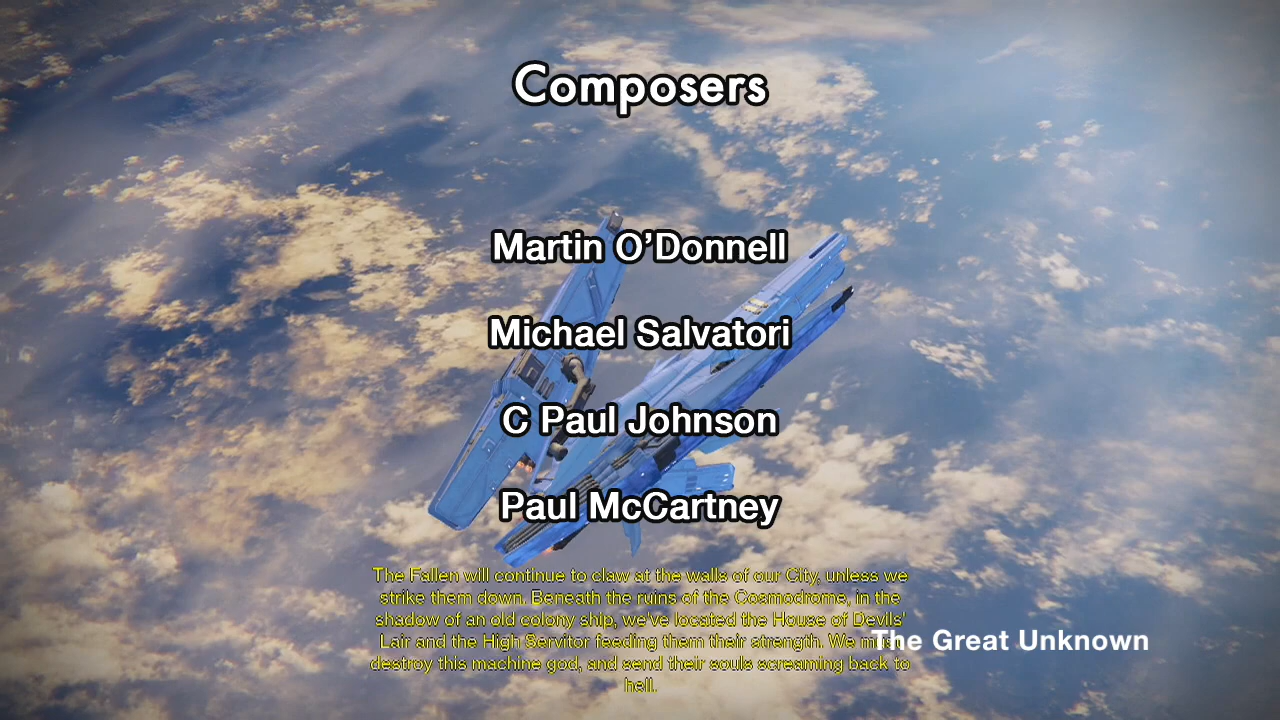 Composers
Martin O’Donnell
Michael Salvatori
C Paul Johnson
Paul McCartney
The Fallen will continue to claw at the walls of our City, unless we
strike them down. Beneath the ruins of the Cosmodrome, in the
shadow of an old colony ship, we've located the House of Devils'
Lair and the High Servitor feeding them their strength. We must
destroy this machine god, and send their souls screaming back to
hell.
The Great Unknown